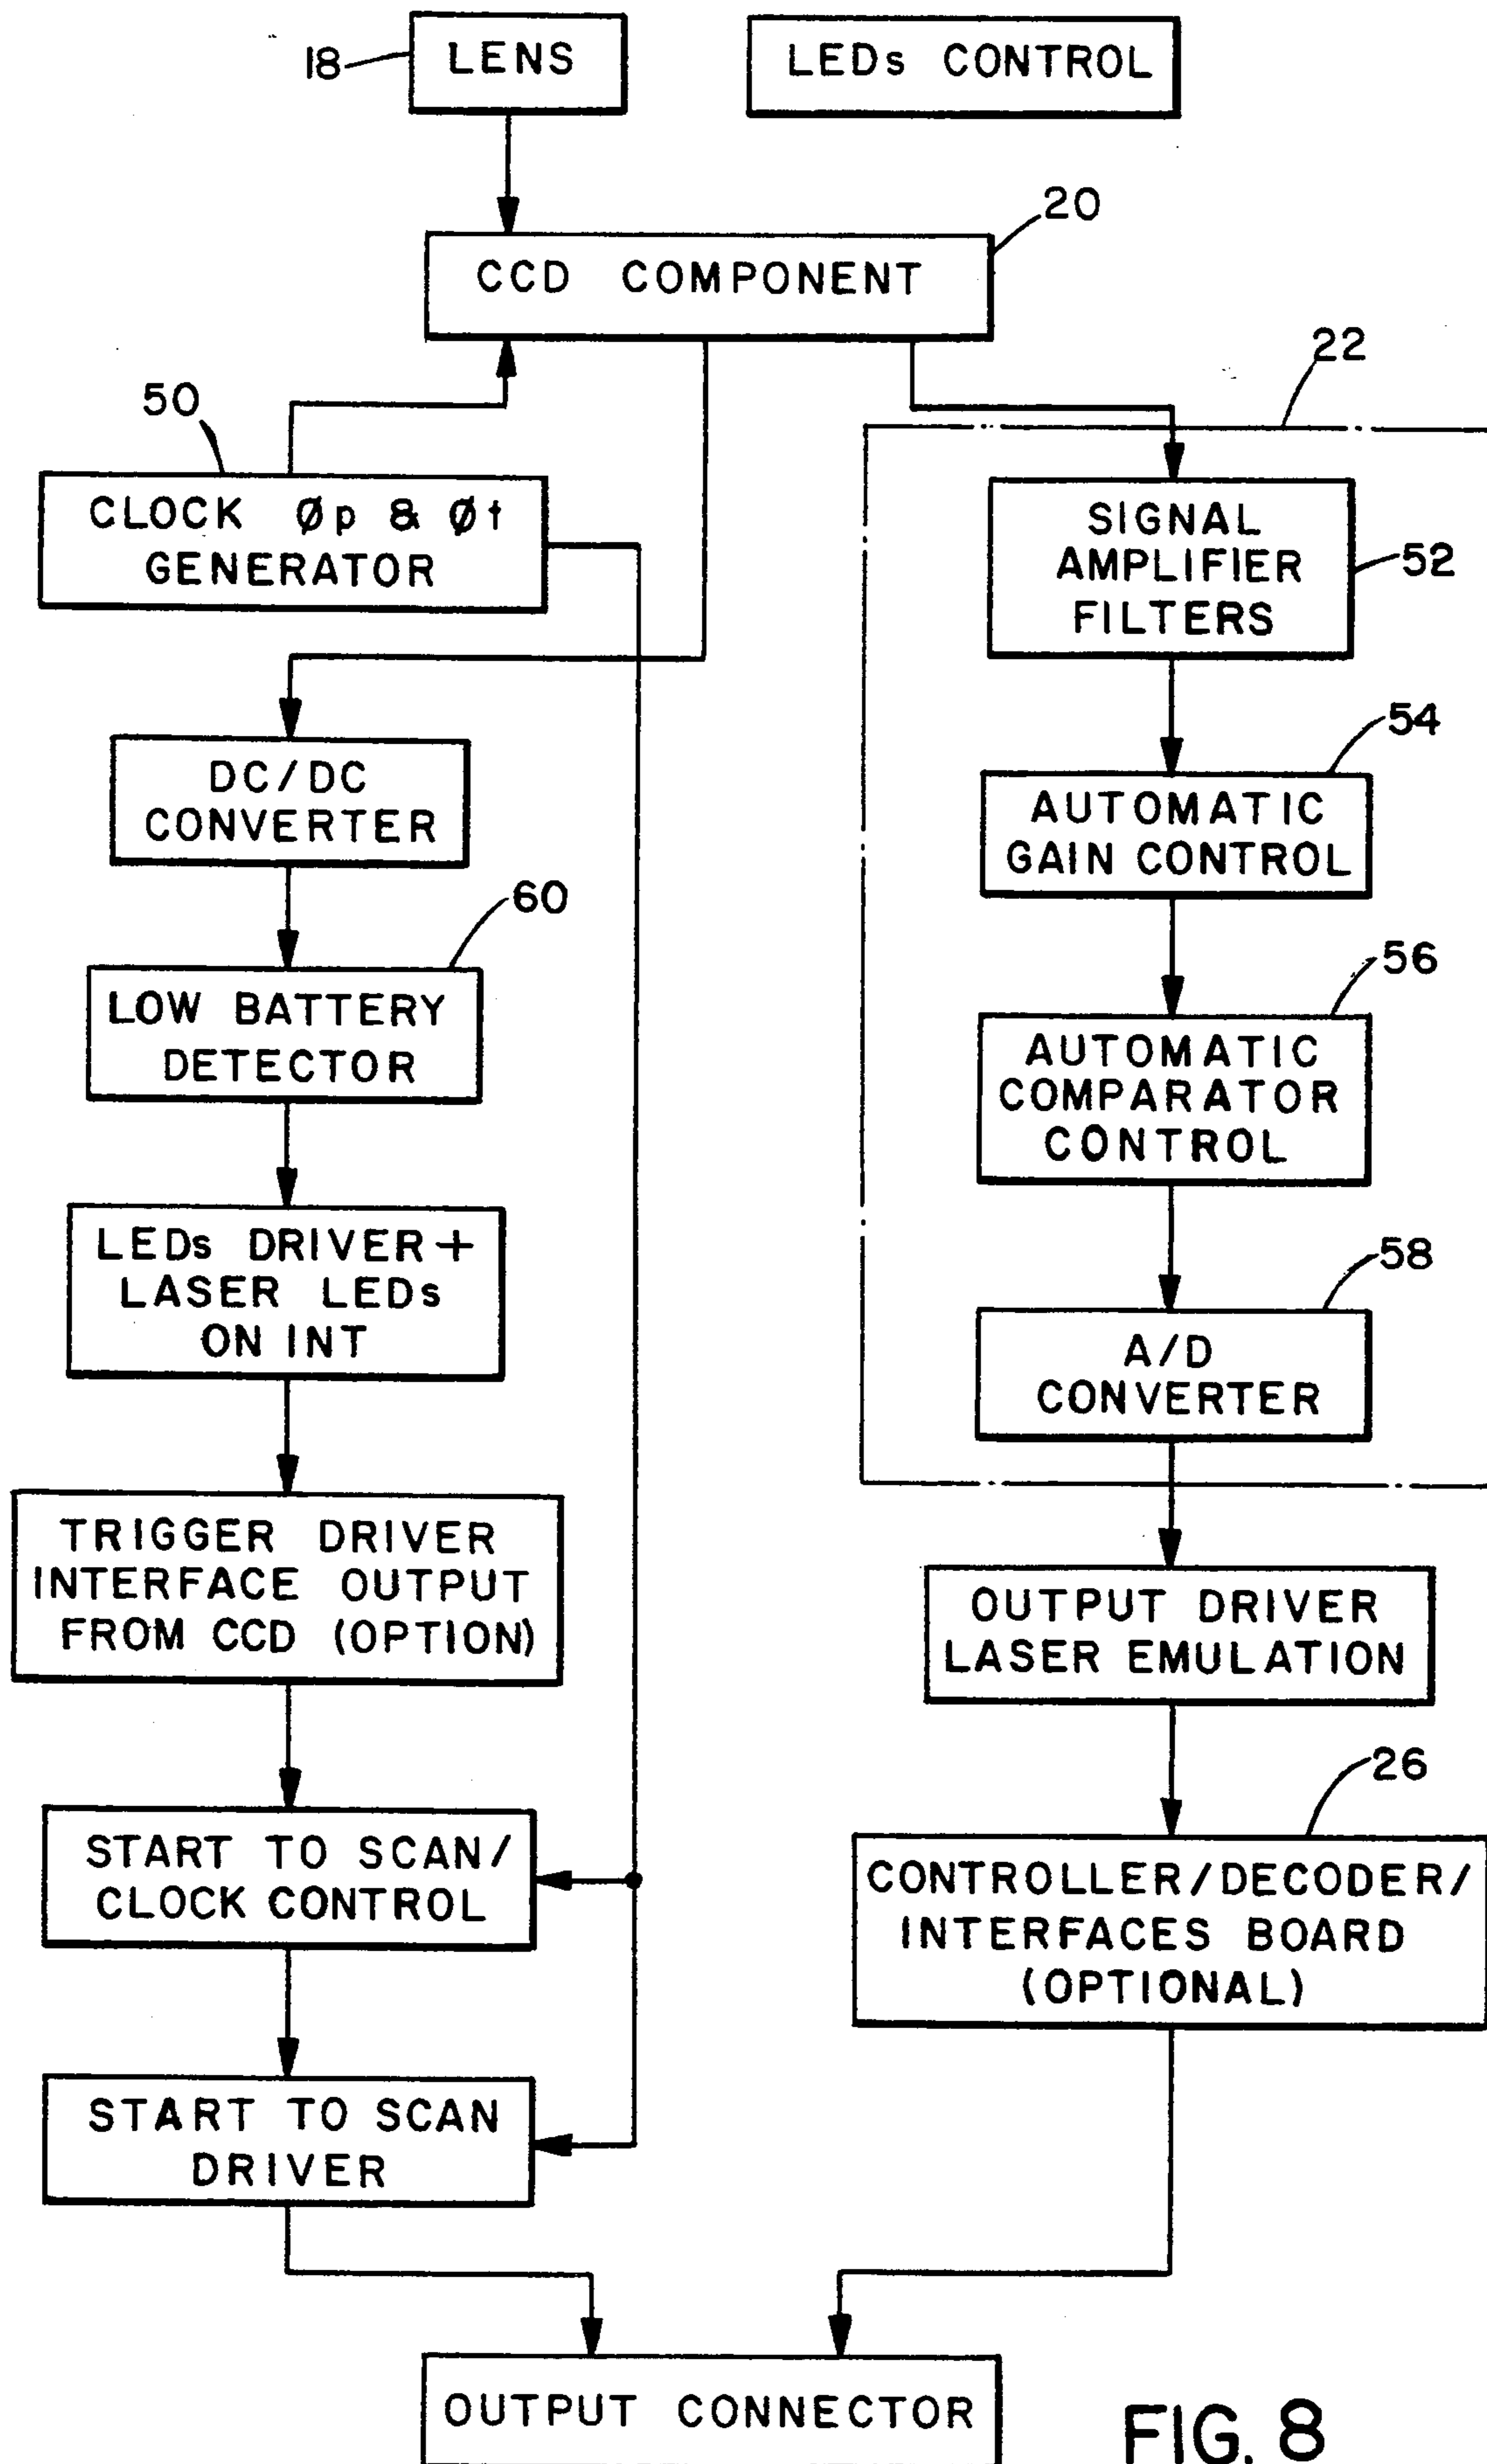 18
LENS
LEDs CONTROL
20
CCD COMPONENT
22
50
CLOCK Øp & Øt
GENERATOR
SIGNAL
AMPLIFIER
FILTERS
52
DC/DC
CONVERTER
54
AUTOMATIC
GAIN CONTROL
60
LOW BATTERY
DETECTOR
56
AUTOMATIC
COMPARATOR
CONTROL
LEDs DRIVER+
LASER LEDs
ON INT
58
A/D
CONVERTER
TRIGGER DRIVER
INTERFACE OUTPUT
FROM CCD (OPTION)
OUTPUT DRIVER
LASER EMULATION
START TO SCAN/
CLOCK CONTROL
26
CONTROLLER/DECODER/
INTERFACES BOARD
(OPTIONAL)
START TO SCAN
DRIVER
OUTPUT CONNECTOR
FIG. 8